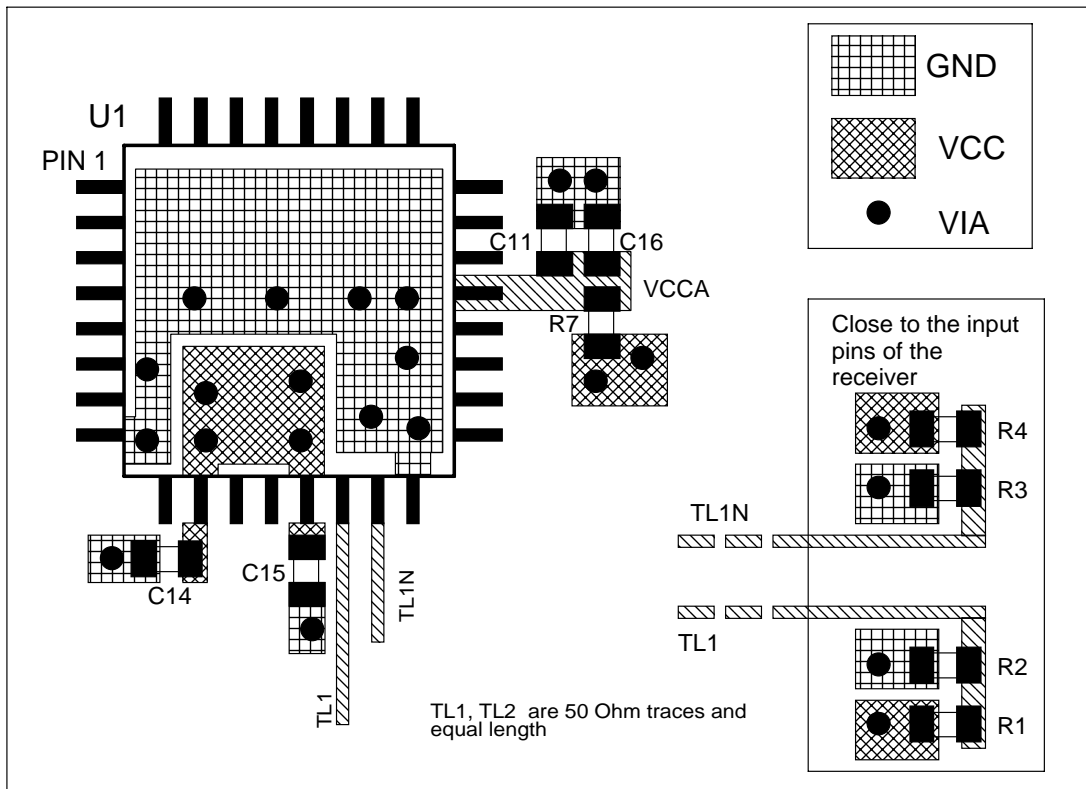 U1
PIN 1
GND
VCC
VIA
C11
C16
VCCA
R7
Close to the input
pins of the
receiver
R4
R3
TL1N
TL1
R2
R1
C14
C15
TL1
TL1N
TL1, TL2 are 50 Ohm traces and
equal length